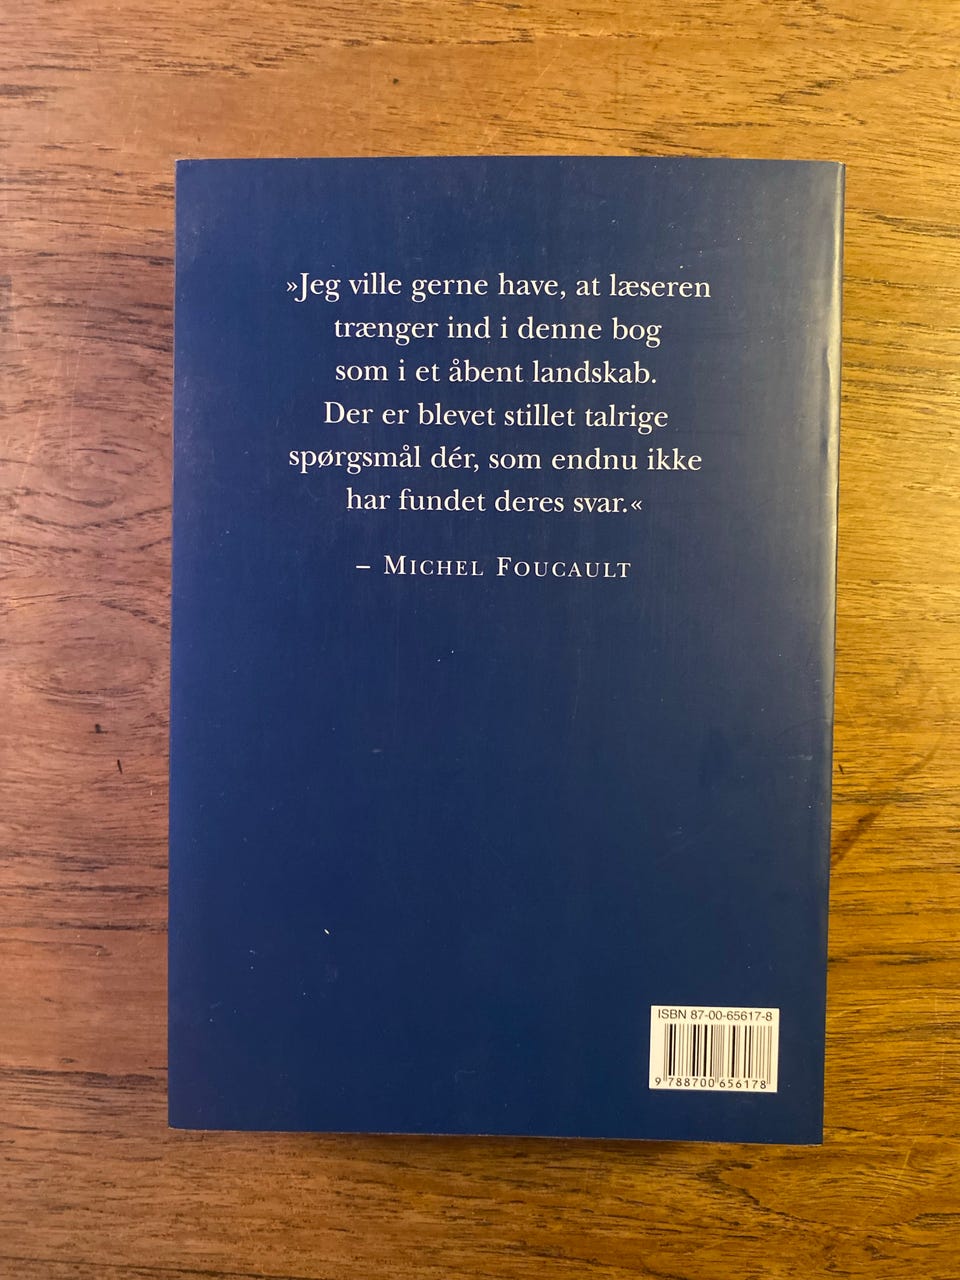 »Jeg ville gerne have, at læseren
trænger ind i denne bog
som i et åbent landskab.
Der er blevet stillet talrige
spørgsmål dér, som endnu ikke
har fundet deres svar.«
– MICHEL FOUCAULT
ISBN 87-00-65617-8
9 788700 656178